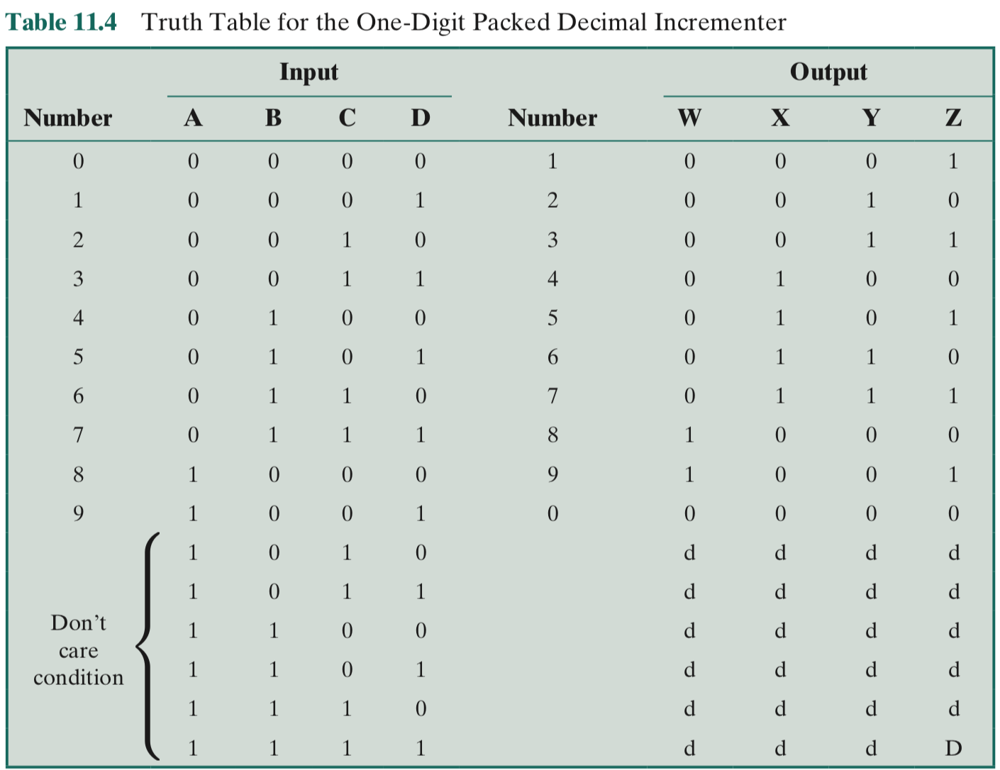 Table 11.4 Truth Table for the One-Digit Packed Decimal Incrementer
Input Output
Number A B C D Number W X Y Z
0 0 0 0 0 1 0 0 0 1
1 0 0 0 1 2 0 0 1 0
2 0 0 1 0 3 0 0 1 1
3 0 0 1 1 4 0 1 0 0
4 0 1 0 0 5 0 1 0 1
5 0 1 0 1 6 0 1 1 0
6 0 1 1 0 7 0 1 1 1
7 0 1 1 1 8 1 0 0 0
8 1 0 0 0 9 1 0 0 1
9 1 0 0 1 0 0 0 0 0
Don't
care
condition
1 0 1 0 d d d d
1 0 1 1 d d d d
1 1 0 0 d d d d
1 1 0 1 d d d d
1 1 1 0 d d d d
1 1 1 1 d d d D